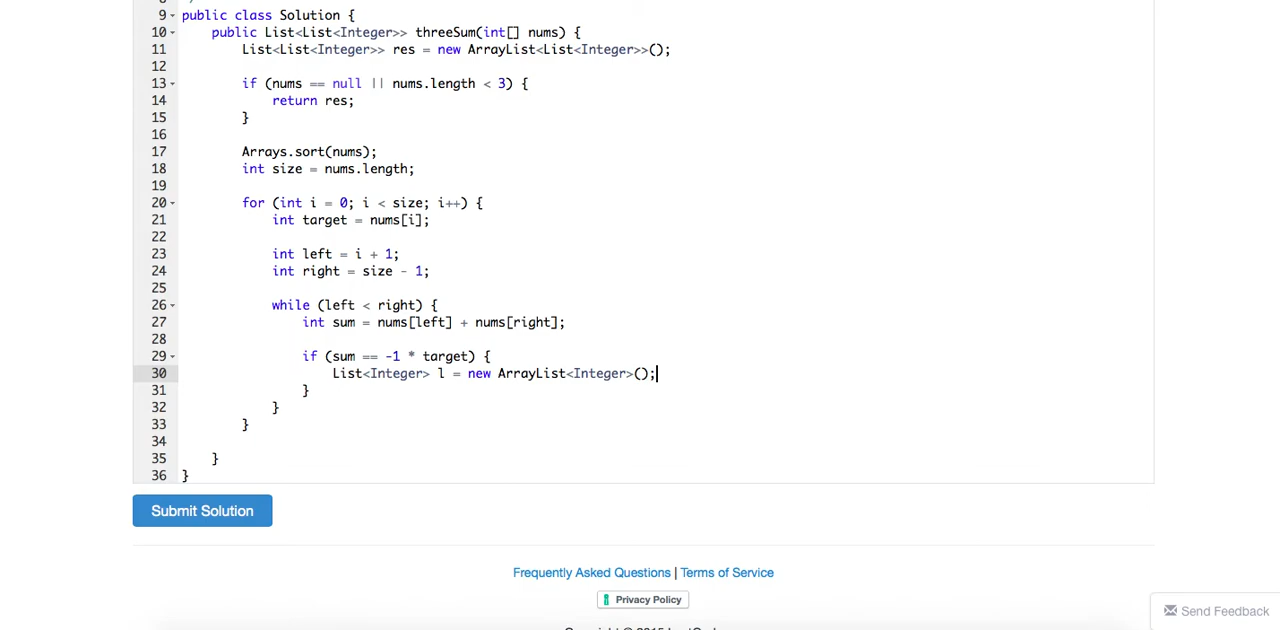 9 public class Solution {
10 public List<List<Integer>> threeSum(int[] nums) {
11 List<List<Integer>> res = new ArrayList<List<Integer>>();
12
13 if (nums == null || nums.length < 3) {
14 return res;
15 }
16
17 Arrays.sort(nums);
18 int size = nums.length;
19
20 for (int i = 0; i < size; i++) {
21 int target = nums[i];
22
23 int left = i + 1;
24 int right = size - 1;
25
26 while (left < right) {
27 int sum = nums[left] + nums[right];
28
29 if (sum == -1 * target) {
30 List<Integer> l = new ArrayList<Integer>();
31 }
32 }
33 }
34
35 }
36 }
Submit Solution
Frequently Asked Questions | Terms of Service
Privacy Policy
Send Feedback